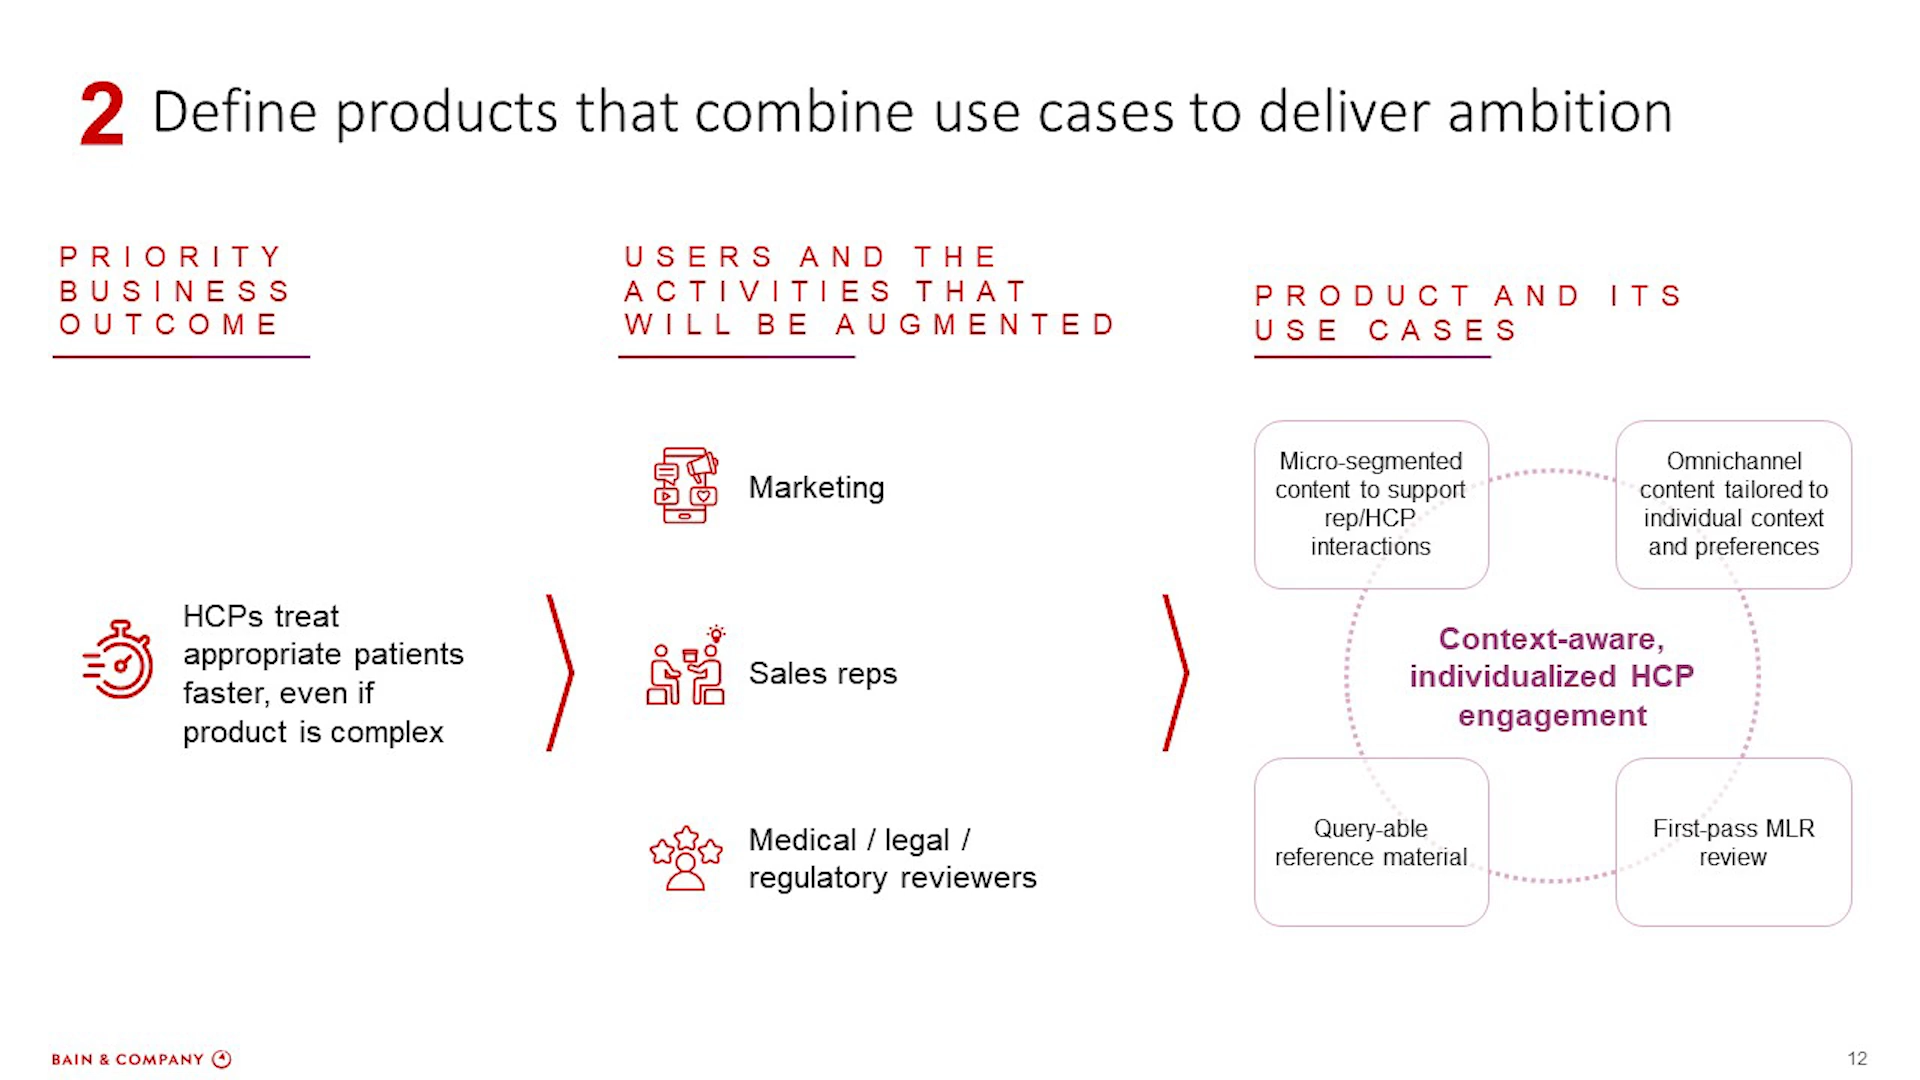 2 Define products that combine use cases to deliver ambition
PRIORITY
BUSINESS
OUTCOME
HCPs treat
appropriate patients
faster, even if
product is complex
USERS AND THE
ACTIVITIES THAT
WILL BE AUGMENTED
Marketing
Sales reps
Medical / legal /
regulatory reviewers
PRODUCT AND ITS
USE CASES
Micro-segmented
content to support
rep/HCP
interactions
Omnichannel
content tailored to
individual context
and preferences
Context-aware,
individualized HCP
engagement
Query-able
reference material
First-pass MLR
review
BAIN & COMPANY
12